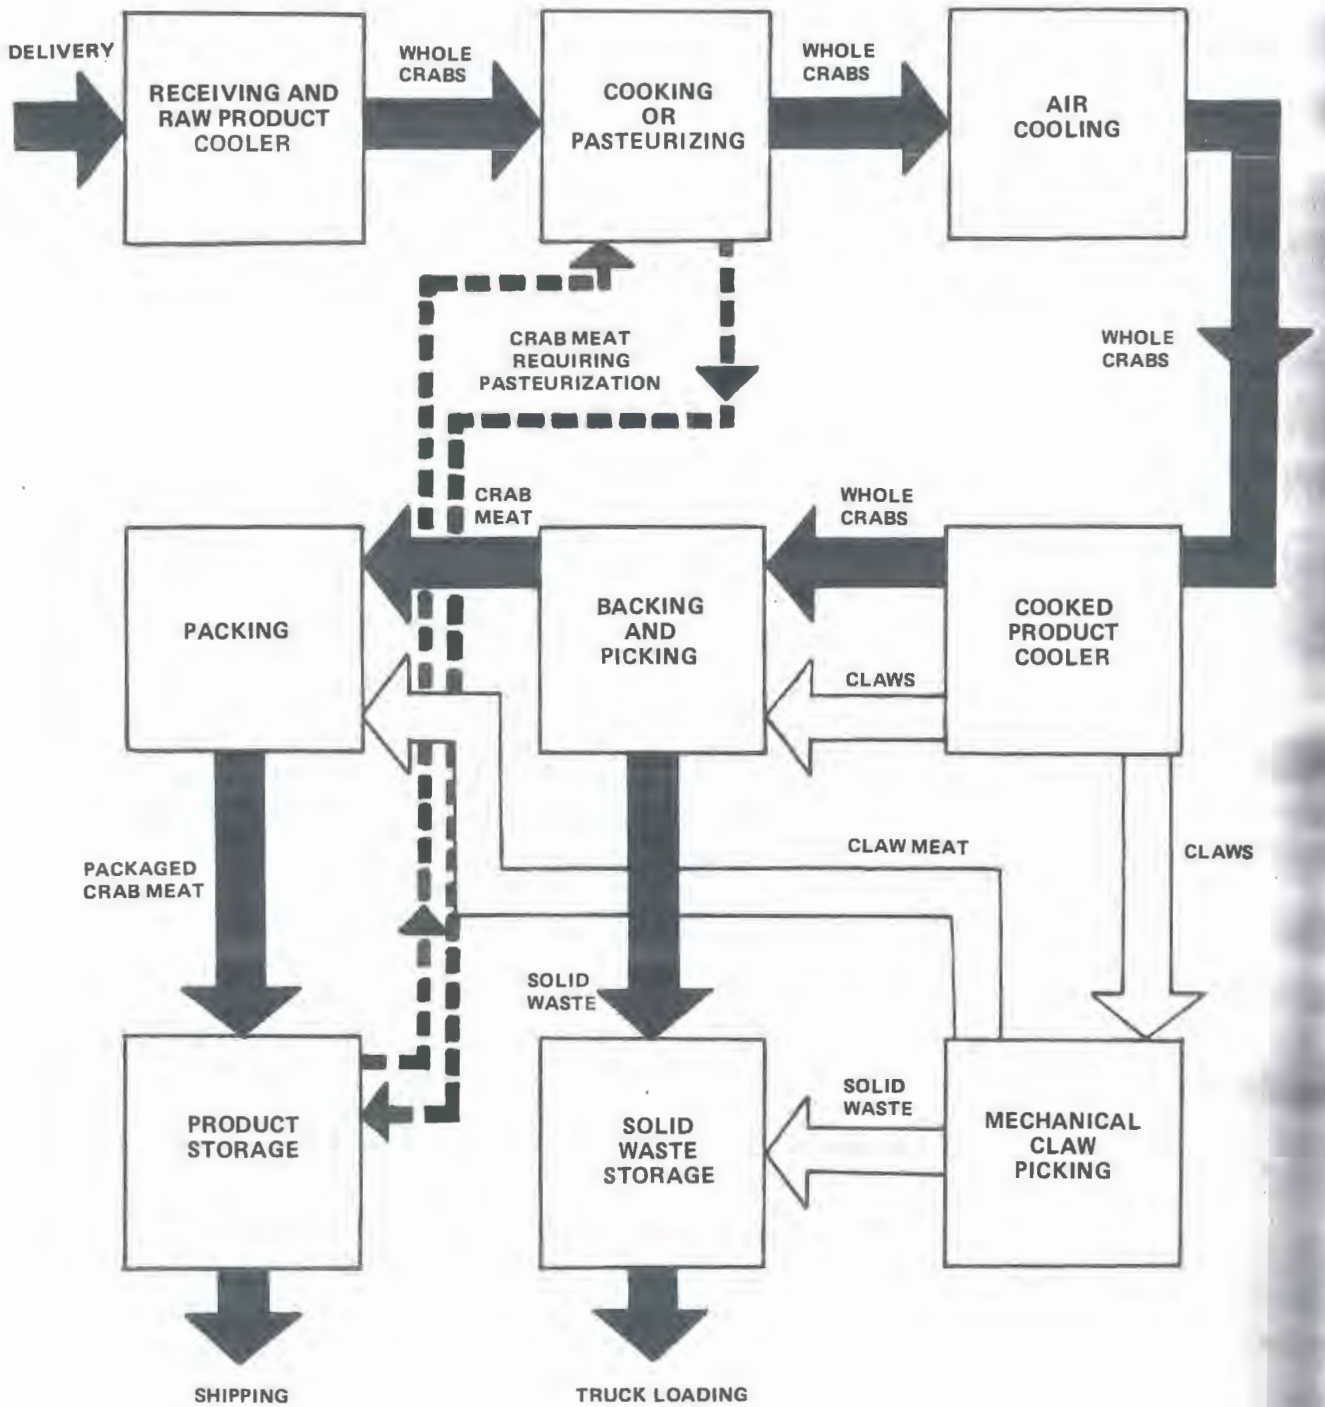 DELIVERY
RECEIVING AND
RAW PRODUCT
COOLER
WHOLE
CRABS
COOKING
OR
PASTEURIZING
WHOLE
CRABS
AIR
COOLING
WHOLE
CRABS
CRAB MEAT
REQUIRING
PASTEURIZATION
CRAB
MEAT
WHOLE
CRABS
PACKING
BACKING
AND
PICKING
COOKED
PRODUCT
COOLER
CLAWS
PACKAGED
CRAB MEAT
CLAW MEAT
CLAWS
SOLID
WASTE
PRODUCT
STORAGE
SOLID
WASTE
STORAGE
SOLID
WASTE
MECHANICAL
CLAW
PICKING
SHIPPING
TRUCK LOADING